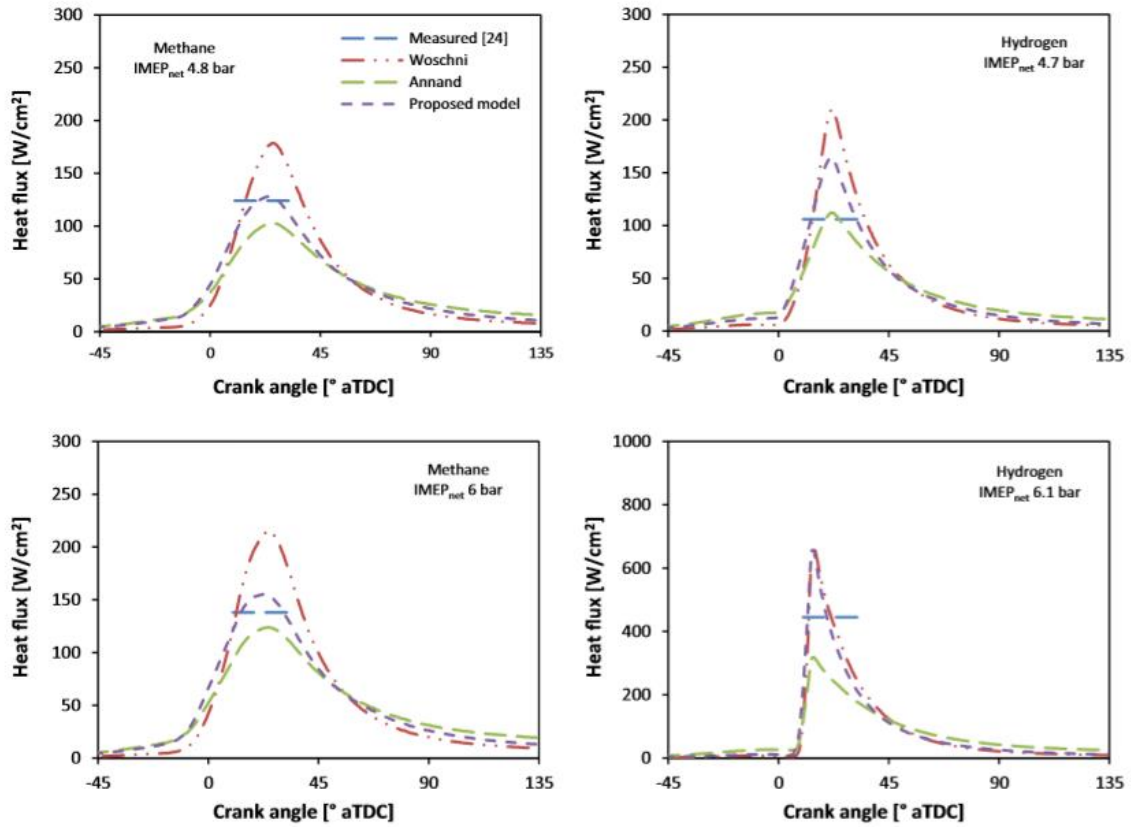 300
250
200
150
100
50
0
Heat flux [W/cm²]
Methane
IMEPnet 4.8 bar
Measured [24]
Woschni
Annand
Proposed model
-45 0 45 90 135
Crank angle [° aTDC]
300
250
200
150
100
50
0
Heat flux [W/cm²]
Hydrogen
IMEPnet 4.7 bar
-45 0 45 90 135
Crank angle [° aTDC]
300
250
200
150
100
50
0
Heat flux [W/cm²]
Methane
IMEPnet 6 bar
-45 0 45 90 135
Crank angle [° aTDC]
1000
800
600
400
200
0
Heat flux [W/cm²]
Hydrogen
IMEPnet 6.1 bar
-45 0 45 90 135
Crank angle [° aTDC]